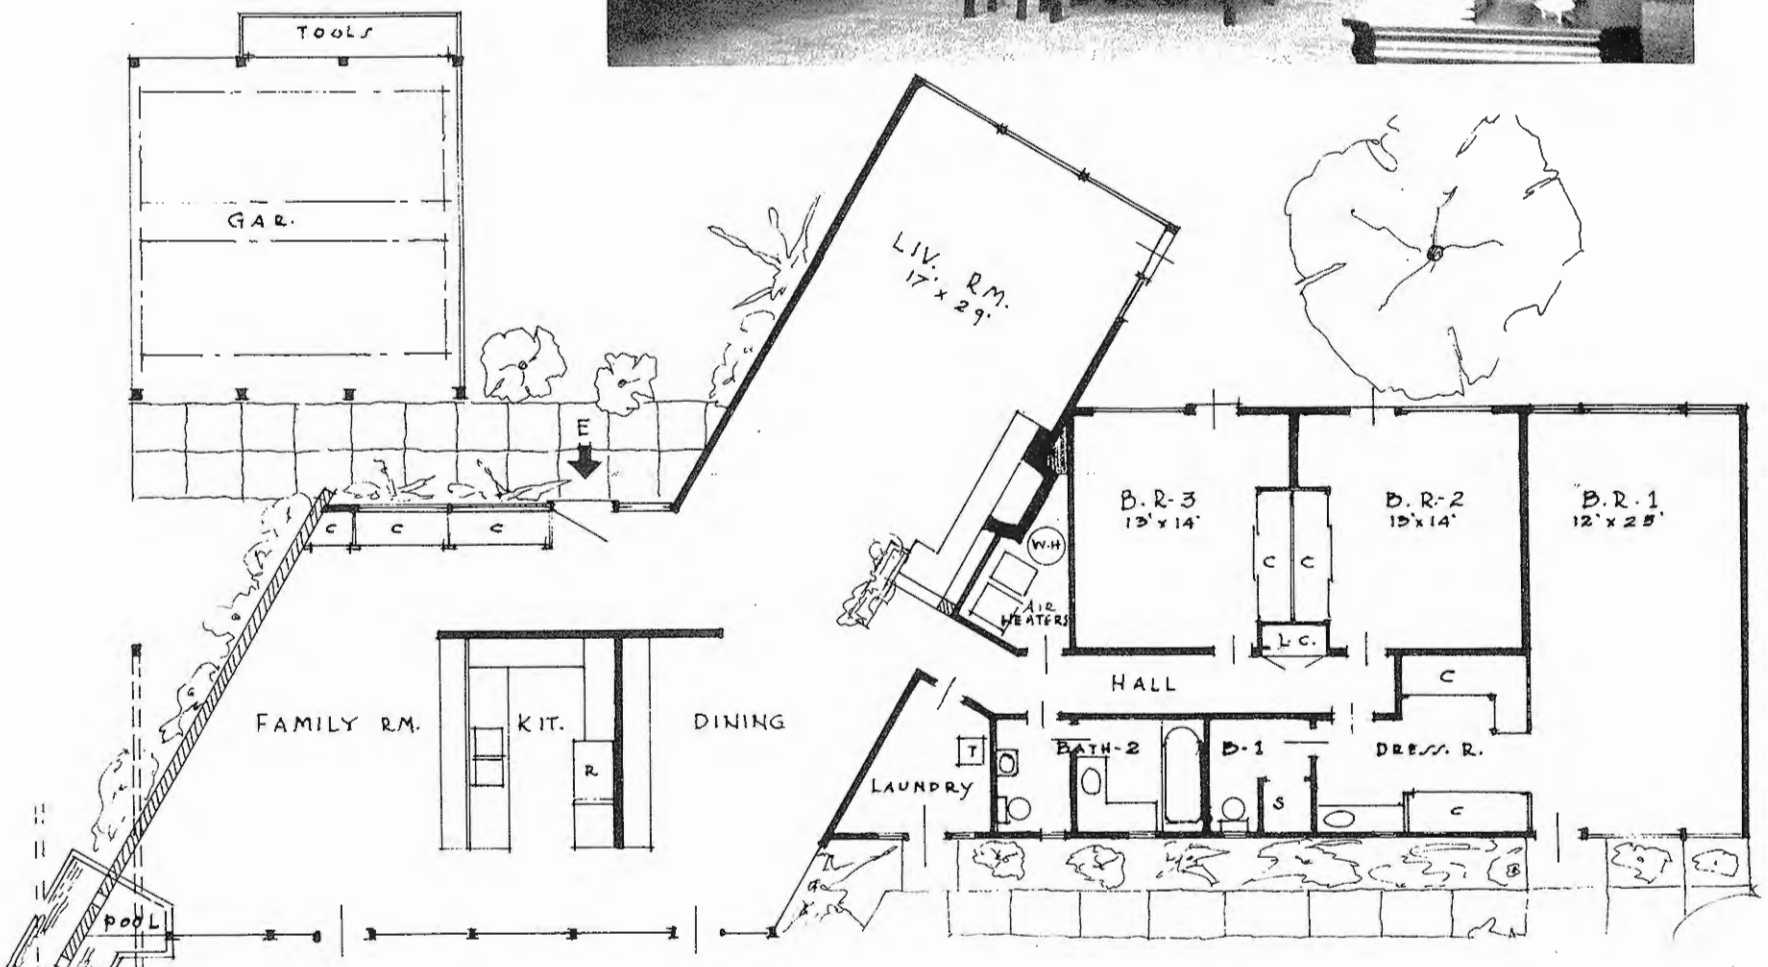 TOOLS
GAR.
E
LIV. RM.
17' x 29'
C
C
C
W.H
AIR
HEATERS
B.R-3
13' x 14'
B.R-2
13' x 14'
B.R-1
12' x 25'
C
C
L.C.
HALL
C
FAMILY RM.
KIT.
DINING
R
T
LAUNDRY
BATH-2
B-1
S
DRESS. R.
C
POOL